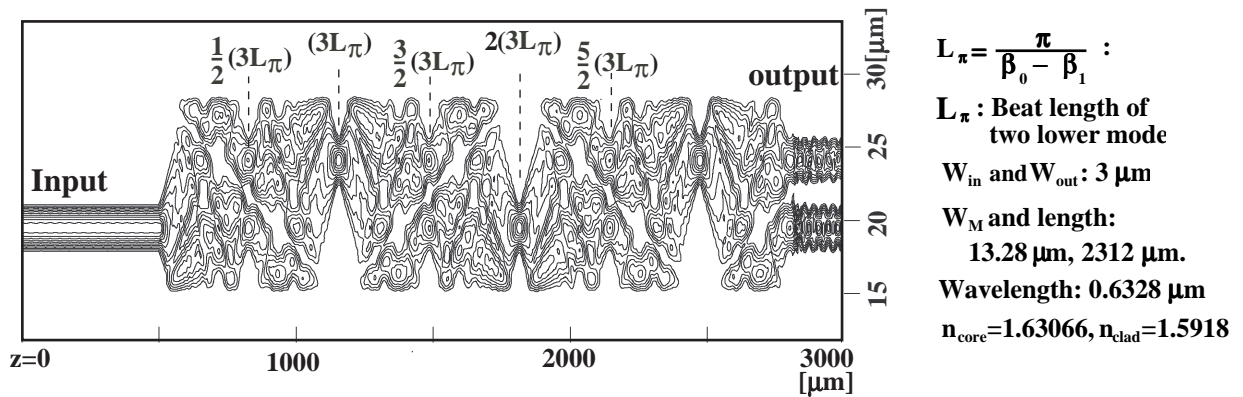 1/2 (3Lπ)
(3Lπ)
3/2 (3Lπ)
2(3Lπ)
5/2 (3Lπ)
output
Input
30[μm]
25
20
15
z=0
1000
2000
3000
[μm]
Lπ = π / (β0 − β1) :
Lπ : Beat length of
two lower mode
Win and Wout: 3 μm
WM and length:
13.28 μm, 2312 μm.
Wavelength: 0.6328 μm
ncore=1.63066, nclad=1.5918